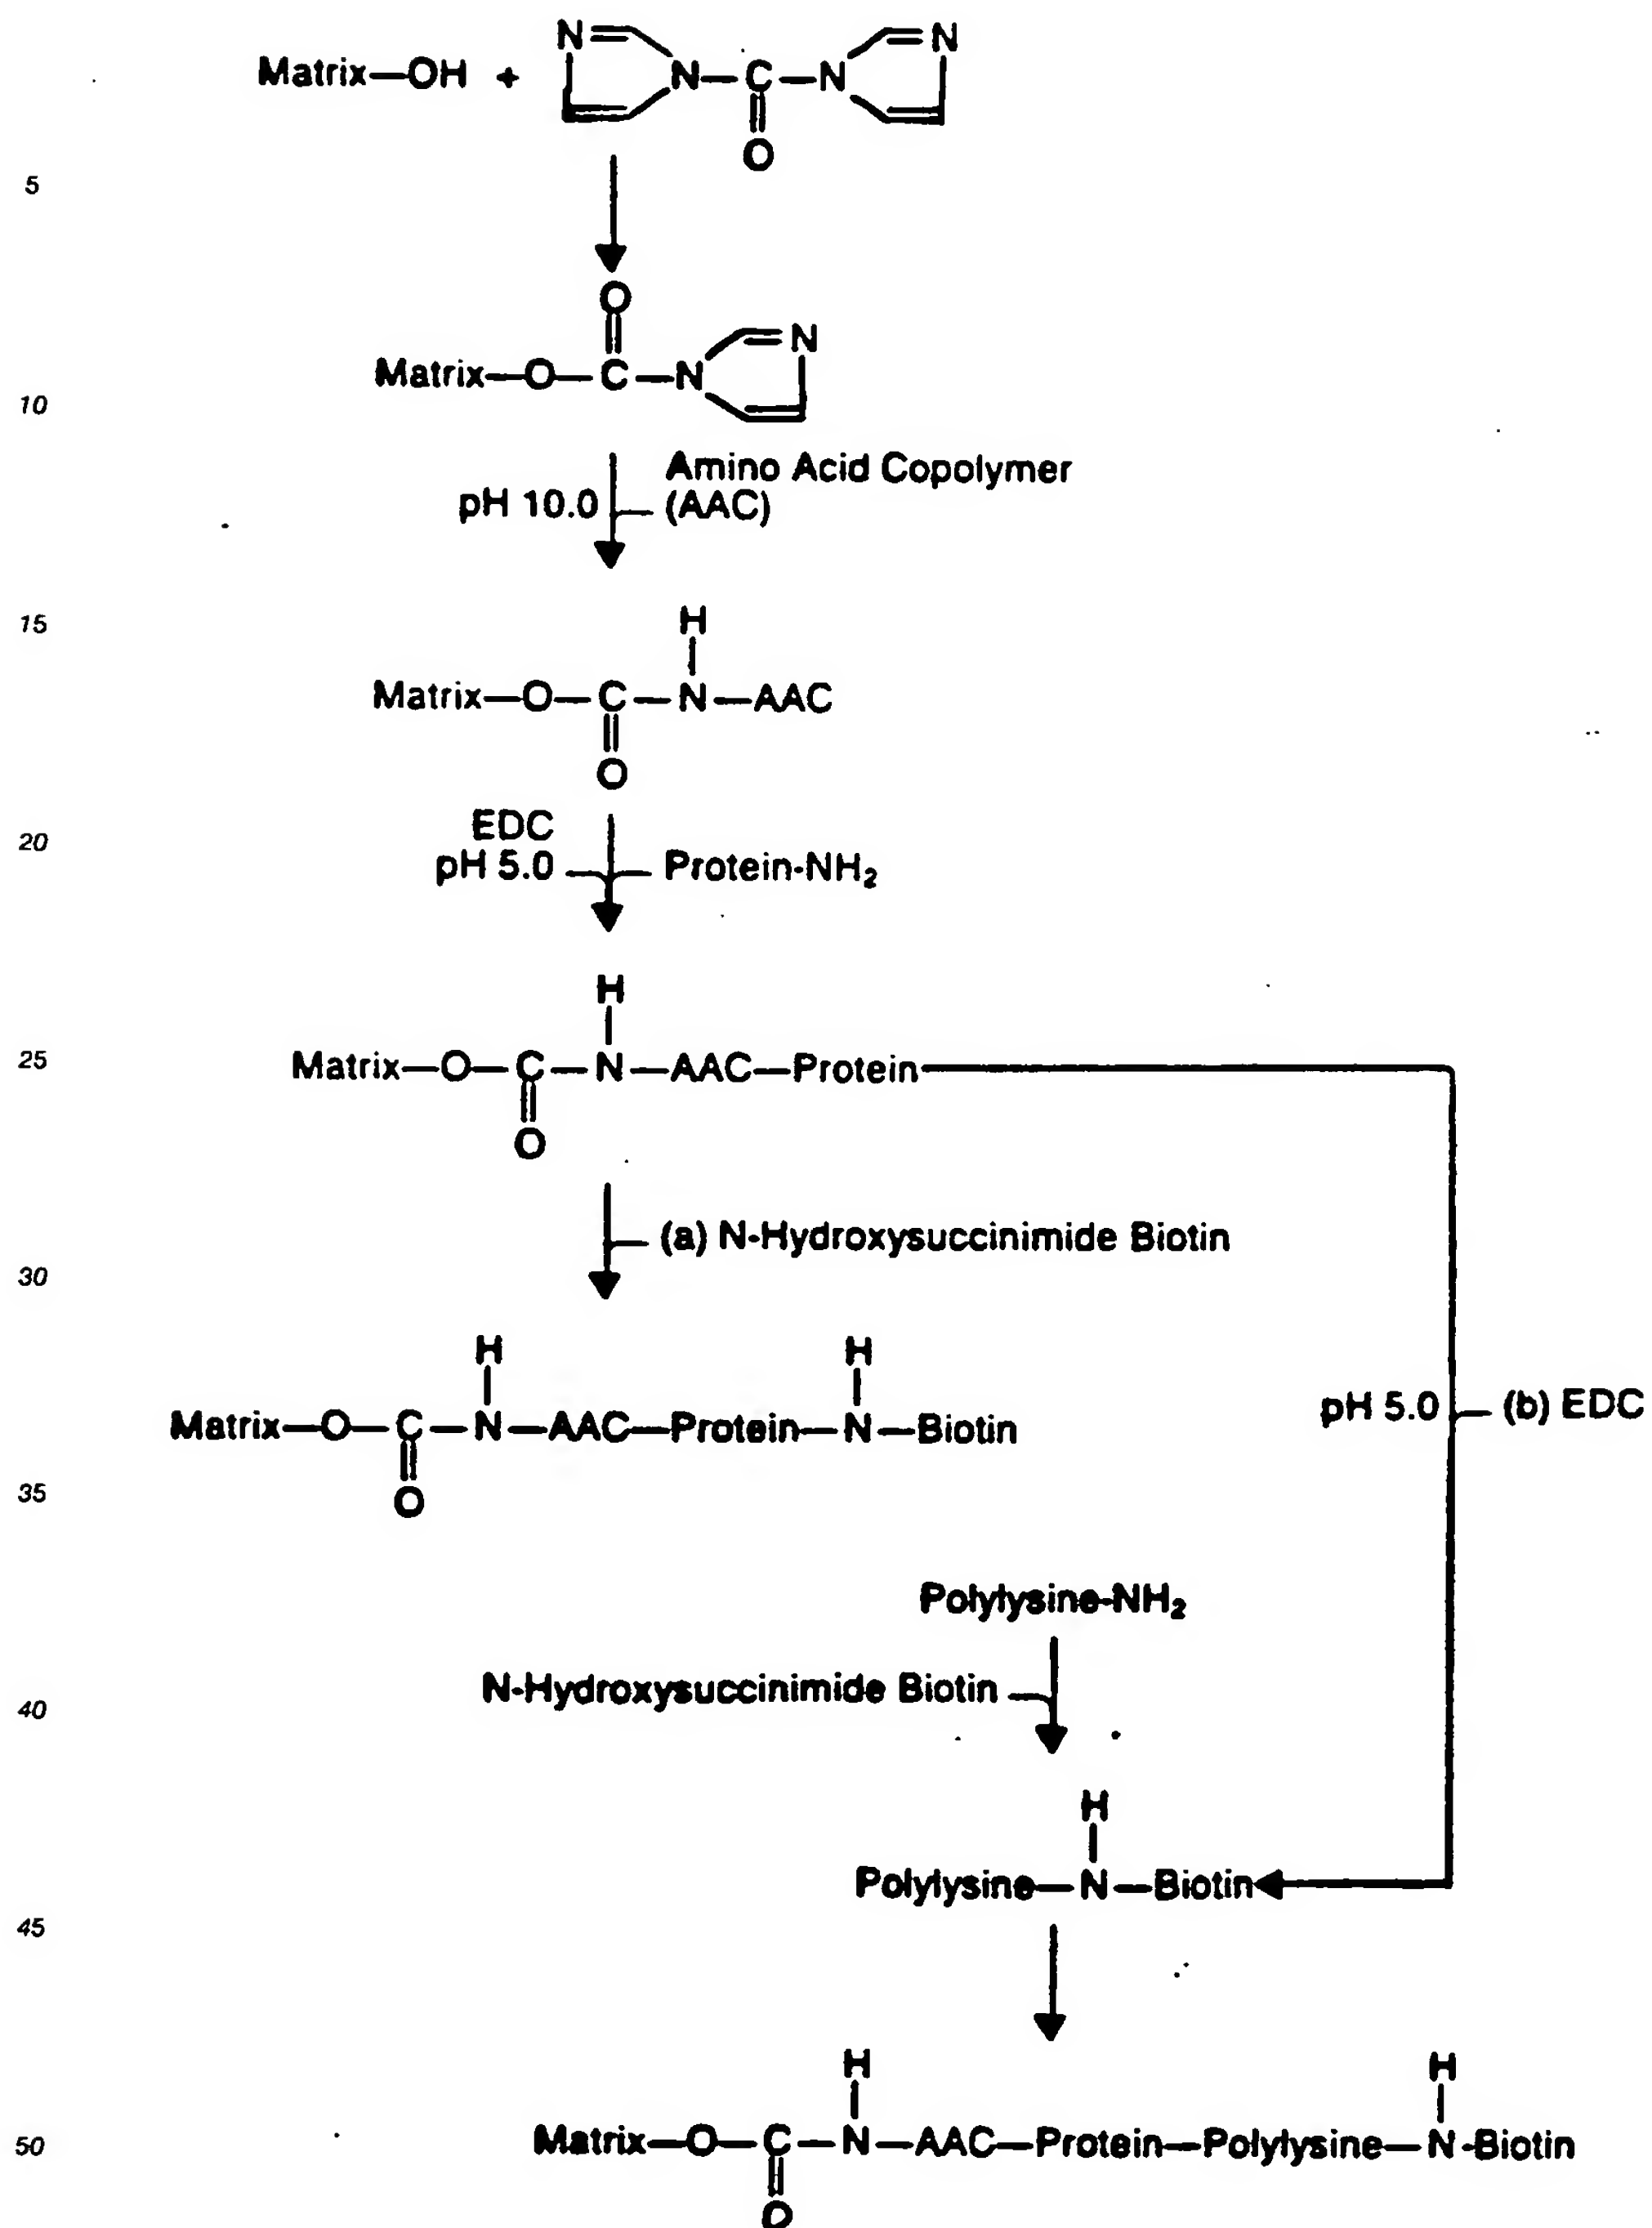 Matrix—OH + N N—C—N N
O
5
O
Matrix—O—C—N N
10
Amino Acid Copolymer
pH 10.0 (AAC)
15
H
Matrix—O—C—N—AAC
O
EDC
20
pH 5.0 Protein-NH₂
H
25
Matrix—O—C—N—AAC—Protein
O
(a) N-Hydroxysuccinimide Biotin
30
H H
pH 5.0 (b) EDC
Matrix—O—C—N—AAC—Protein—N—Biotin
35
O
Polylysine-NH₂
N-Hydroxysuccinimide Biotin
40
H
Polylysine—N—Biotin
45
H H
50
Matrix—O—C—N—AAC—Protein—Polylysine—N-Biotin
O